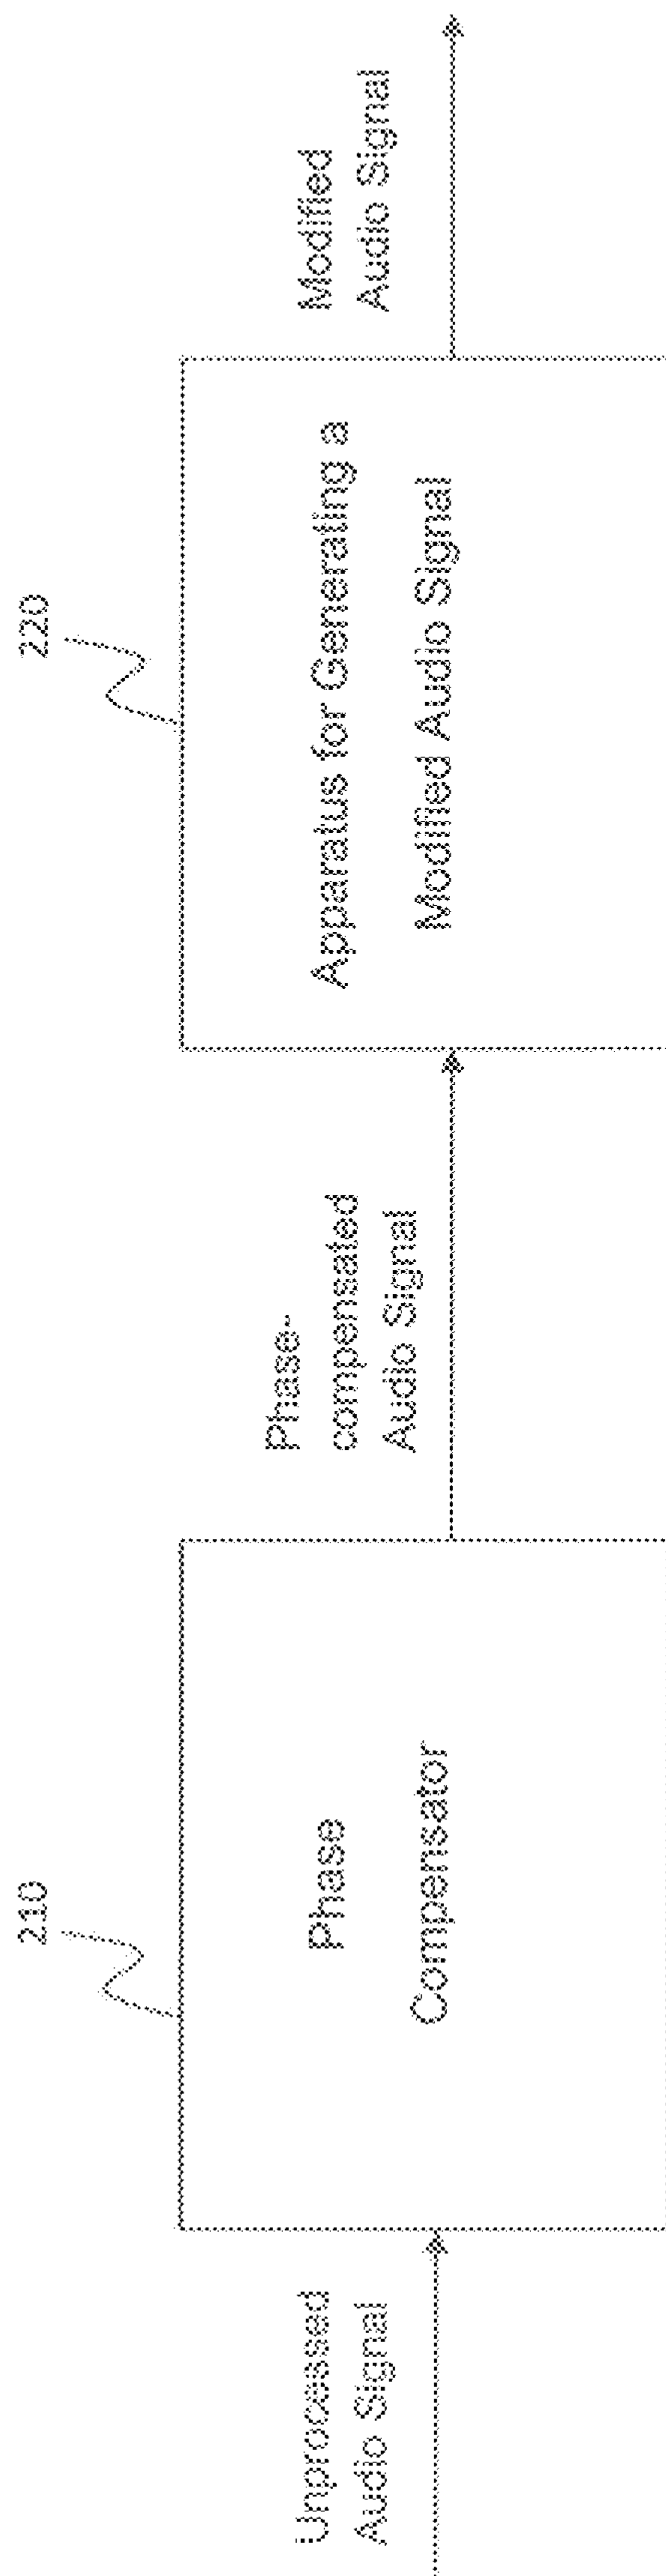 210
220
Unprocessed
Audio Signal
Phase
Compensator
Phase-
compensated
Audio Signal
Apparatus for Generating a
Modified Audio Signal
Modified
Audio Signal